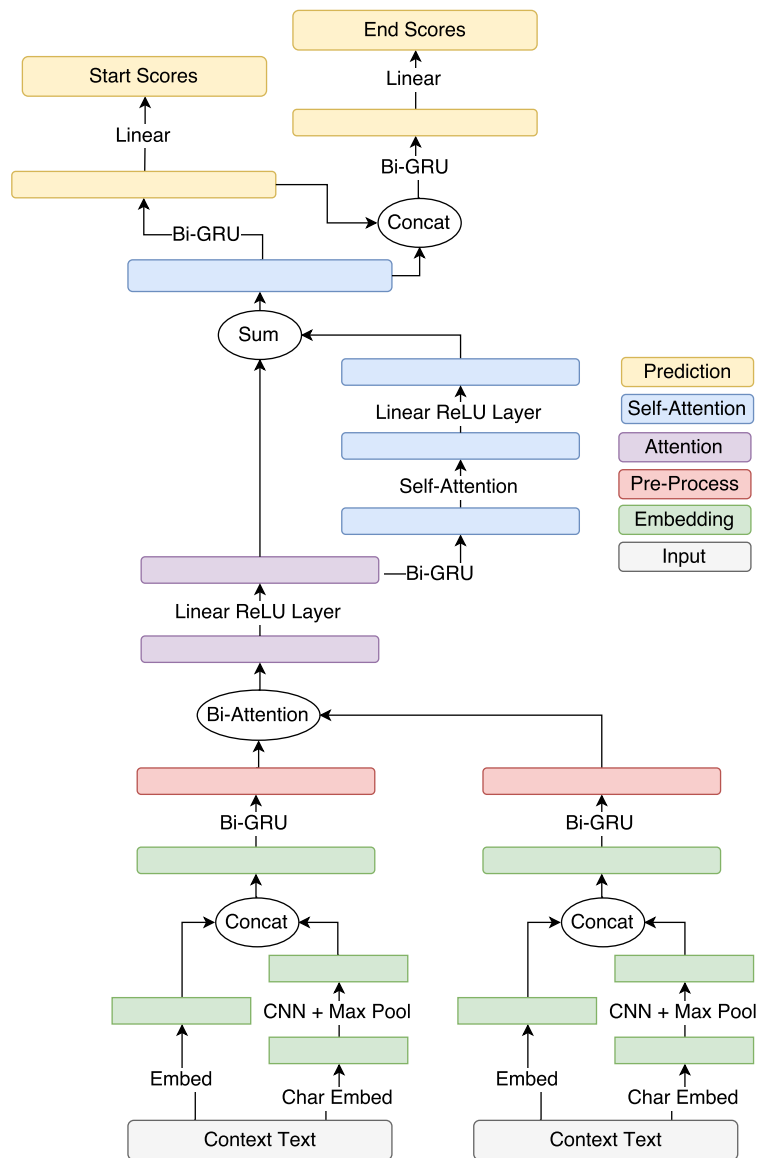 End Scores
Start Scores
Linear
Linear
Bi-GRU
Concat
Bi-GRU
Sum
Prediction
Linear ReLU Layer
Self-Attention
Attention
Self-Attention
Pre-Process
Embedding
Input
Bi-GRU
Linear ReLU Layer
Bi-Attention
Bi-GRU
Bi-GRU
Concat
Concat
CNN + Max Pool
CNN + Max Pool
Embed
Char Embed
Embed
Char Embed
Context Text
Context Text